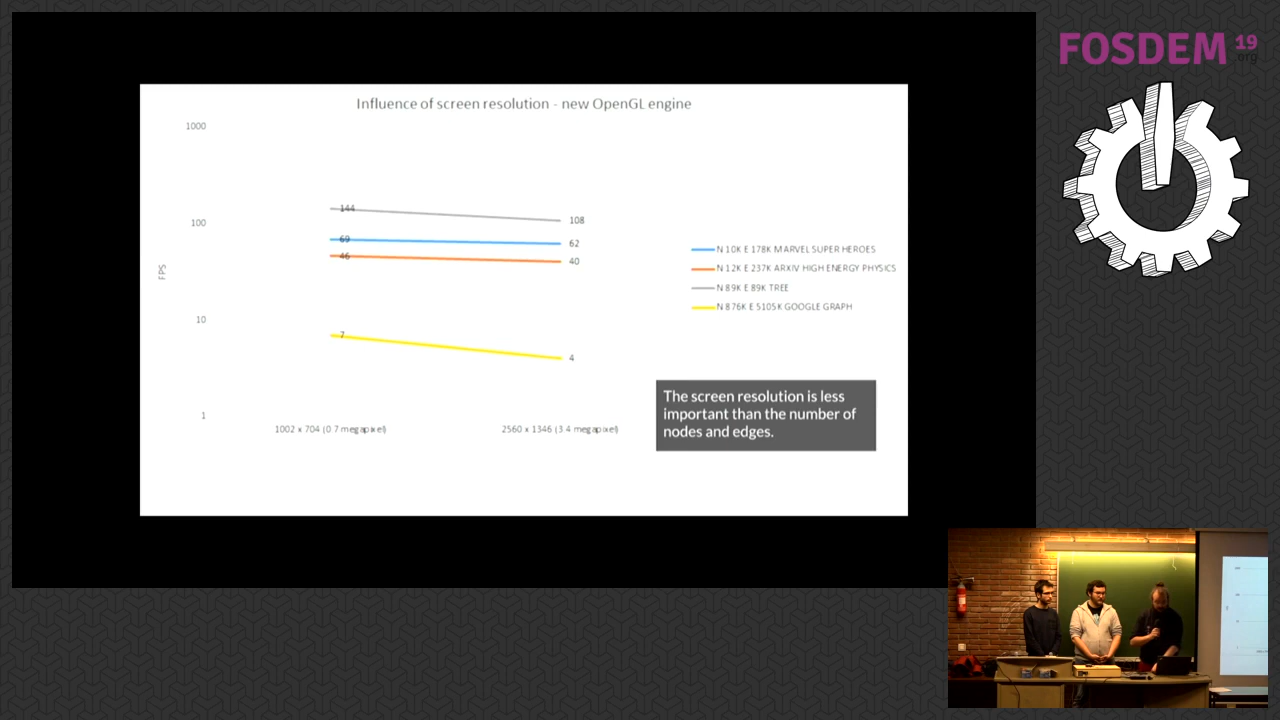 FOSDEM 19
.org
Influence of screen resolution - new OpenGL engine
1000
100
10
1
FPS
144
108
69
62
46
40
7
4
1002 x 704 (0.7 megapixel)
2560 x 1346 (3.4 megapixel)
N 10K E 178K MARVEL SUPER HEROES
N 12K E 237K ARXIV HIGH ENERGY PHYSICS
N 89K E 89K TREE
N 876K E 5105K GOOGLE GRAPH
The screen resolution is less
important than the number of
nodes and edges.